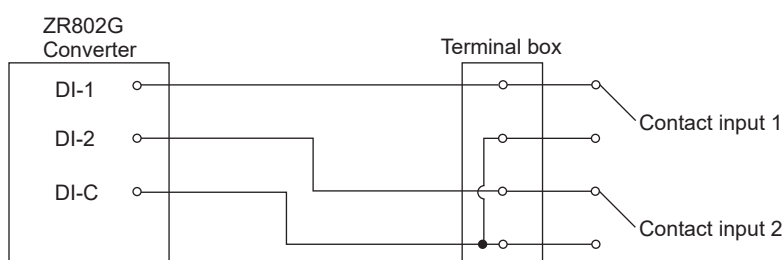 ZR802G
Converter
Terminal box
DI-1
Contact input 1
DI-2
DI-C
Contact input 2